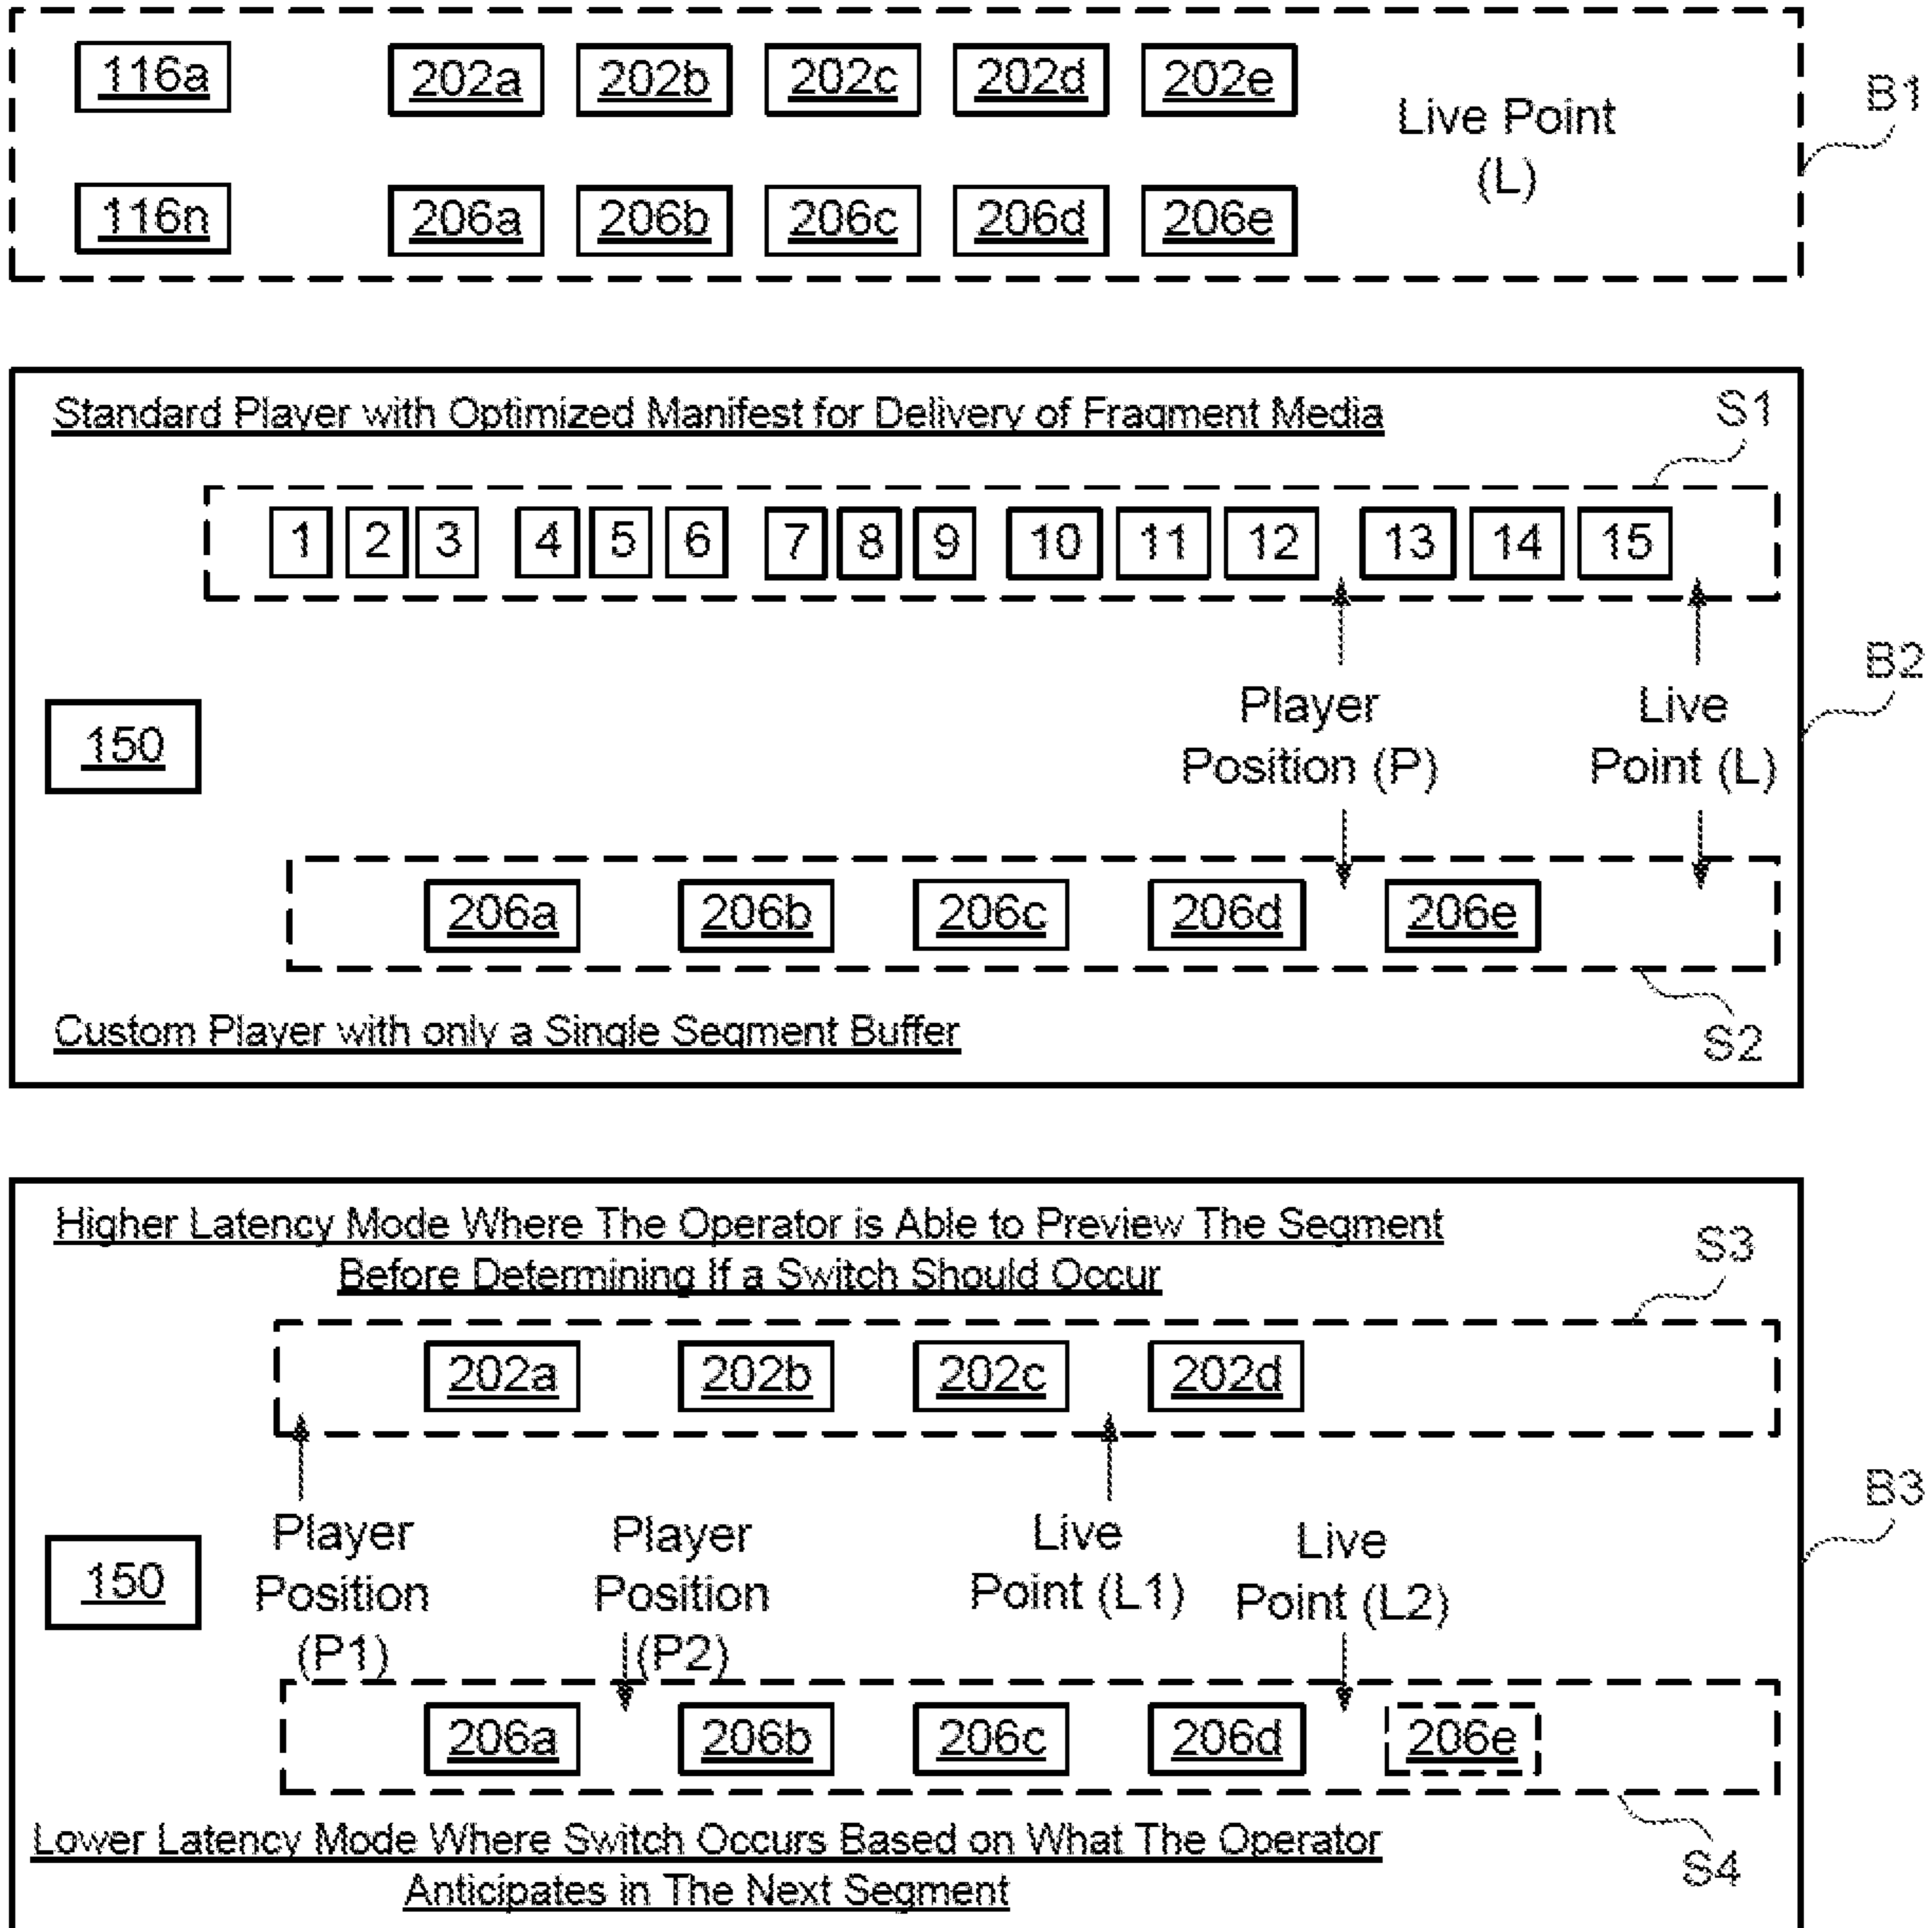 116a 202a 202b 202c 202d 202e
Live Point
(L)
B1
116n 206a 206b 206c 206d 206e
Standard Player with Optimized Manifest for Delivery of Fragment Media
S1
1 2 3 4 5 6 7 8 9 10 11 12 13 14 15
B2
150
Player
Position (P)
Live
Point (L)
206a 206b 206c 206d 206e
Custom Player with only a Single Segment Buffer
S2
Higher Latency Mode Where The Operator is Able to Preview The Segment
Before Determining If a Switch Should Occur
S3
202a 202b 202c 202d
B3
150
Player
Position
(P1)
Player
Position
(P2)
Live
Point (L1)
Live
Point (L2)
206a 206b 206c 206d 206e
Lower Latency Mode Where Switch Occurs Based on What The Operator
Anticipates in The Next Segment
S4